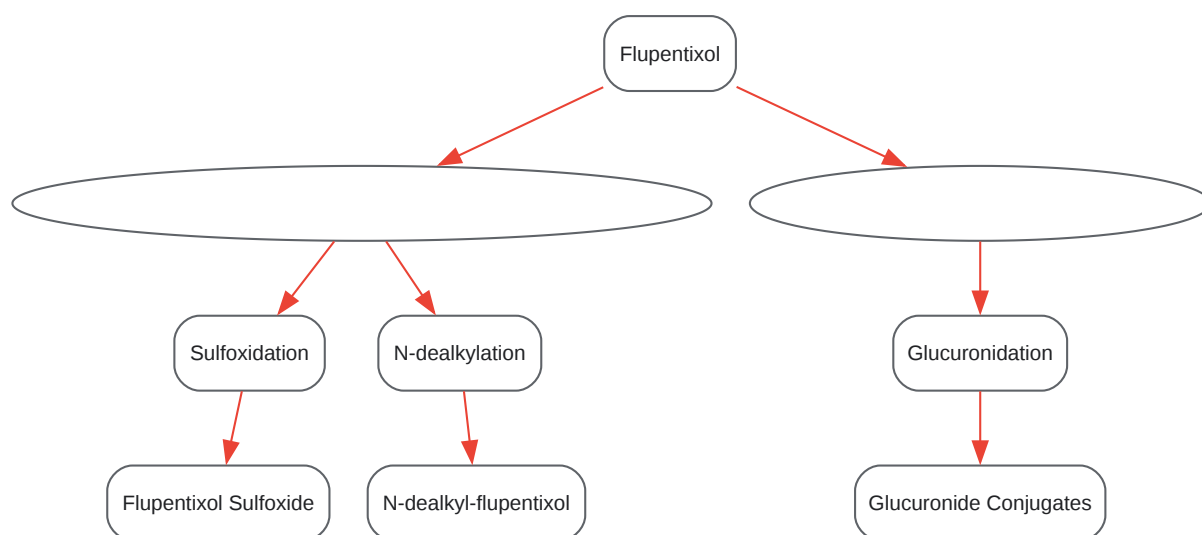 Flupentixol
Sulfoxidation
N-dealkylation
Glucuronidation
Flupentixol Sulfoxide
N-dealkyl-flupentixol
Glucuronide Conjugates